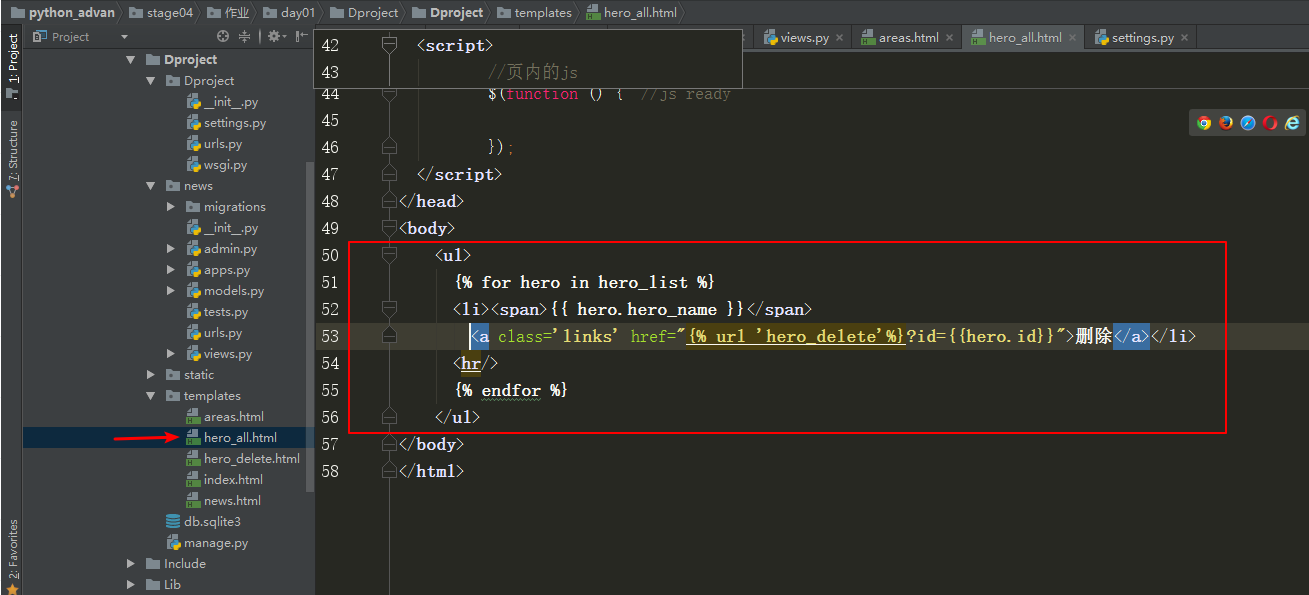 python_advan stage04 作业 day01 Dproject Dproject templates hero_all.html
Project
views.py areas.html hero_all.html settings.py
1: Project
7: Structure
2: Favorites
Dproject
Dproject
__init__.py
settings.py
urls.py
wsgi.py
news
migrations
__init__.py
admin.py
apps.py
models.py
tests.py
urls.py
views.py
static
templates
areas.html
hero_all.html
hero_delete.html
index.html
news.html
db.sqlite3
manage.py
Include
Lib
42 <script>
43 //页内的js
44 $(function () { //js ready
45
46 });
47 </script>
48 </head>
49 <body>
50 <ul>
51 {% for hero in hero_list %}
52 <li><span>{{ hero.hero_name }}</span>
53 <a class='links' href="{% url 'hero_delete'%}?id={{hero.id}}">删除</a></li>
54 <hr/>
55 {% endfor %}
56 </ul>
57 </body>
58 </html>